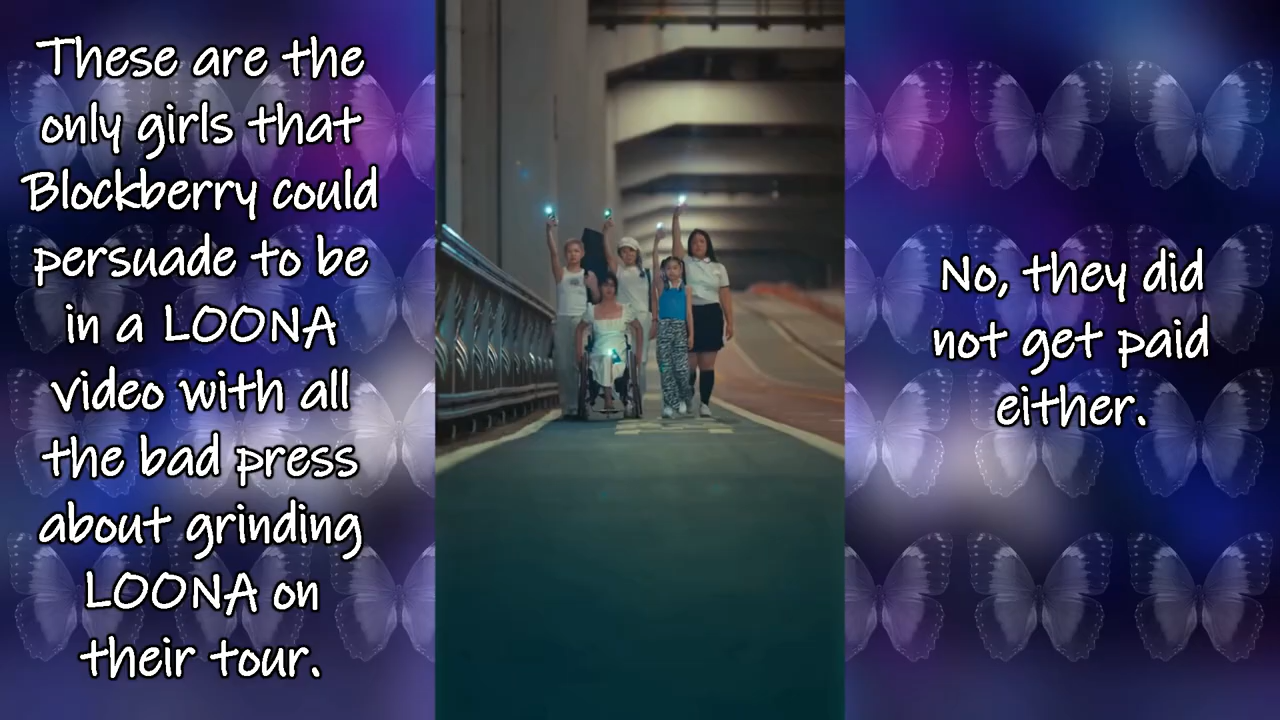 These are the
only girls that
Blockberry could
persuade to be
in a LOONA
video with all
the bad press
about grinding
LOONA on
their tour.
No, they did
not get paid
either.